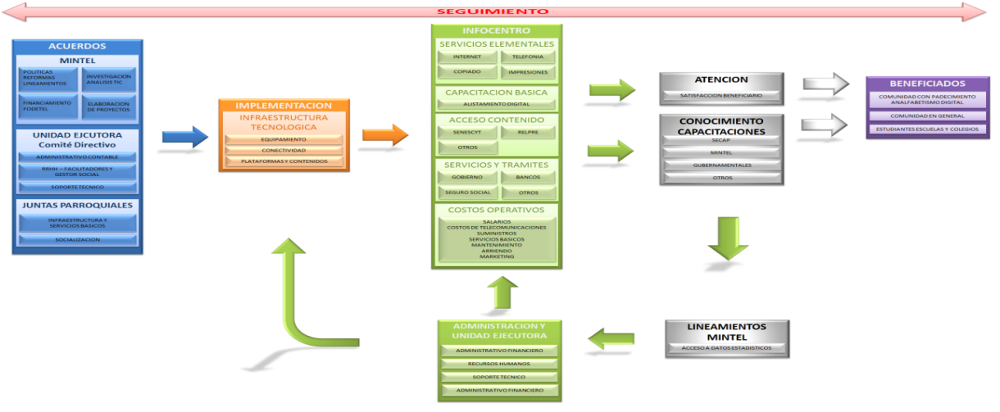 SEGUIMIENTO
ACUERDOS
MINTEL
POLITICAS
REFORMAS
LINEAMIENTOS
INVESTIGACION
ANALISIS TIC
FINANCIAMIENTO
FODETEL
ELABORACION
DE PROYECTOS
UNIDAD EJCUTORA
Comité Directivo
ADMINISTRATIVO CONTABLE
RRHH – FACILITADORES Y
GESTOR SOCIAL
SOPORTE TECNICO
JUNTAS PARROQUIALES
INFRAESTRUCTURA Y
SERVICIOS BASICOS
SOCIALIZACION
IMPLEMENTACION
INFRAESTRUCTURA
TECNOLOGICA
EQUIPAMIENTO
CONECTIVIDAD
PLATAFORMAS Y CONTENIDOS
INFOCENTRO
SERVICIOS ELEMENTALES
INTERNET
TELEFONIA
COPIADO
IMPRESIONES
CAPACITACION BASICA
ALISTAMIENTO DIGITAL
ACCESO CONTENIDO
SENESCYT
RELPRE
OTROS
SERVICIOS Y TRAMITES
GOBIERNO
BANCOS
SEGURO SOCIAL
OTROS
COSTOS OPERATIVOS
SALARIOS
COSTOS DE TELECOMUNICACIONES
SUMINISTROS
SERVICIOS BASICOS
MANTENIMIENTO
ARRIENDO
MARKETING
ADMINISTRACION Y
UNIDAD EJECUTORA
ADMINISTRATIVO FINANCIERO
RECURSOS HUMANOS
SOPORTE TECNICO
ADMINISTRATIVO FINANCIERO
ATENCION
SATISFACCION BENEFICIARIO
CONOCIMIENTO
CAPACITACIONES
SECAP
MINTEL
GUBERNAMENTALES
OTROS
LINEAMIENTOS
MINTEL
ACCESO A DATOS ESTADISTICOS
BENEFICIADOS
COMUNIDAD CON PADECIMIENTO
ANALFABETISMO DIGITAL
COMUNIDAD EN GENERAL
ESTUDIANTES ESCUELAS Y COLEGIOS